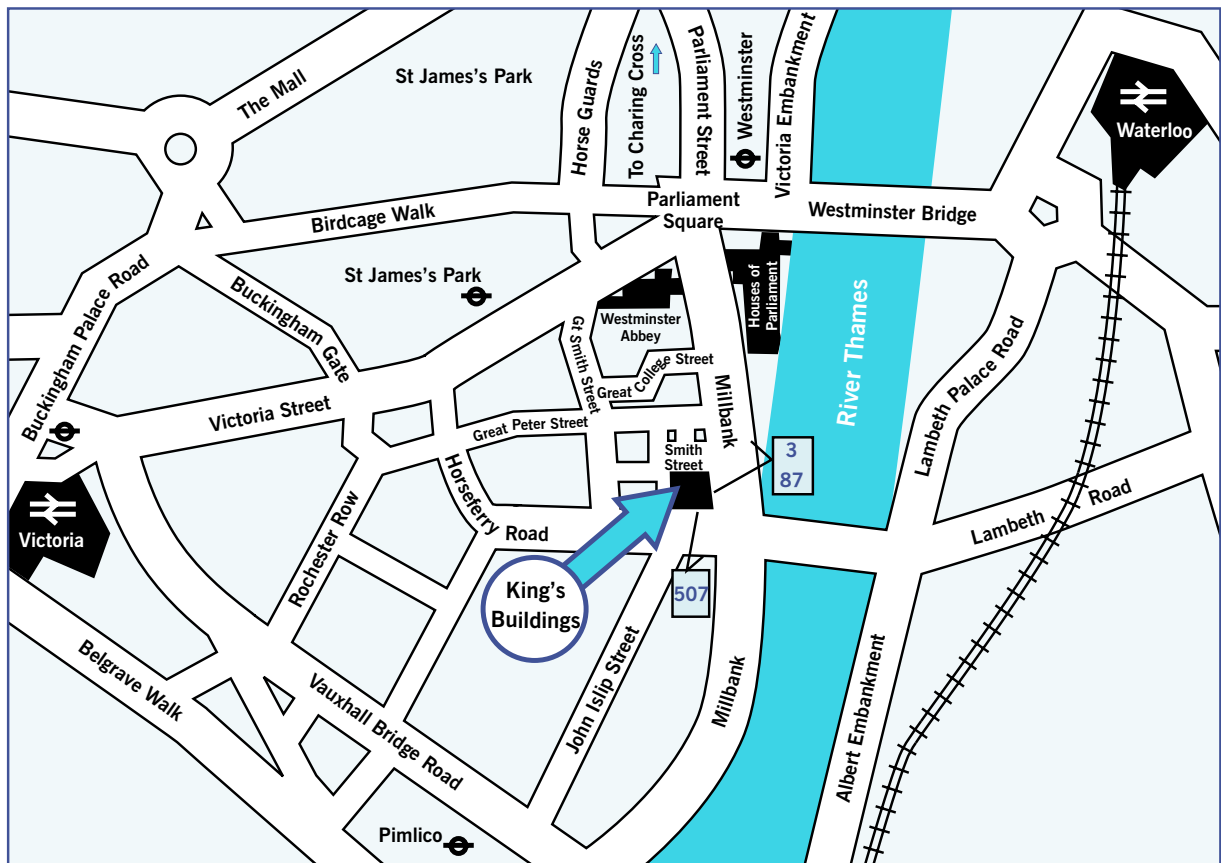 The Mall
St James's Park
Horse Guards
To Charing Cross
Parliament Street
Westminster
Victoria Embankment
Waterloo
Birdcage Walk
Parliament
Square
Westminster Bridge
Buckingham Palace Road
St James's Park
Buckingham Gate
Westminster
Abbey
Houses of
Parliament
River Thames
Lambeth Palace Road
Gt Smith Street
Great College Street
Millbank
Victoria Street
Great Peter Street
Smith
Street
3
87
Horseferry
Road
Lambeth
Road
Victoria
Rochester Row
King's
Buildings
507
Belgrave Walk
Vauxhall Bridge Road
John Islip Street
Millbank
Albert Embankment
Pimlico